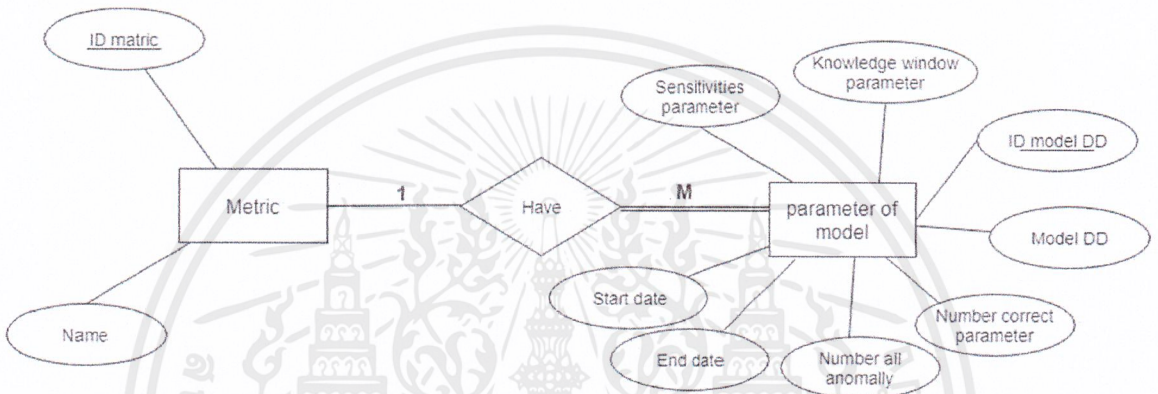 ID matric
Knowledge window
parameter
Sensitivities
parameter
ID model DD
Metric
1
Have
M
parameter of
model
Model DD
Start date
Number correct
parameter
Name
End date
Number all
anomally